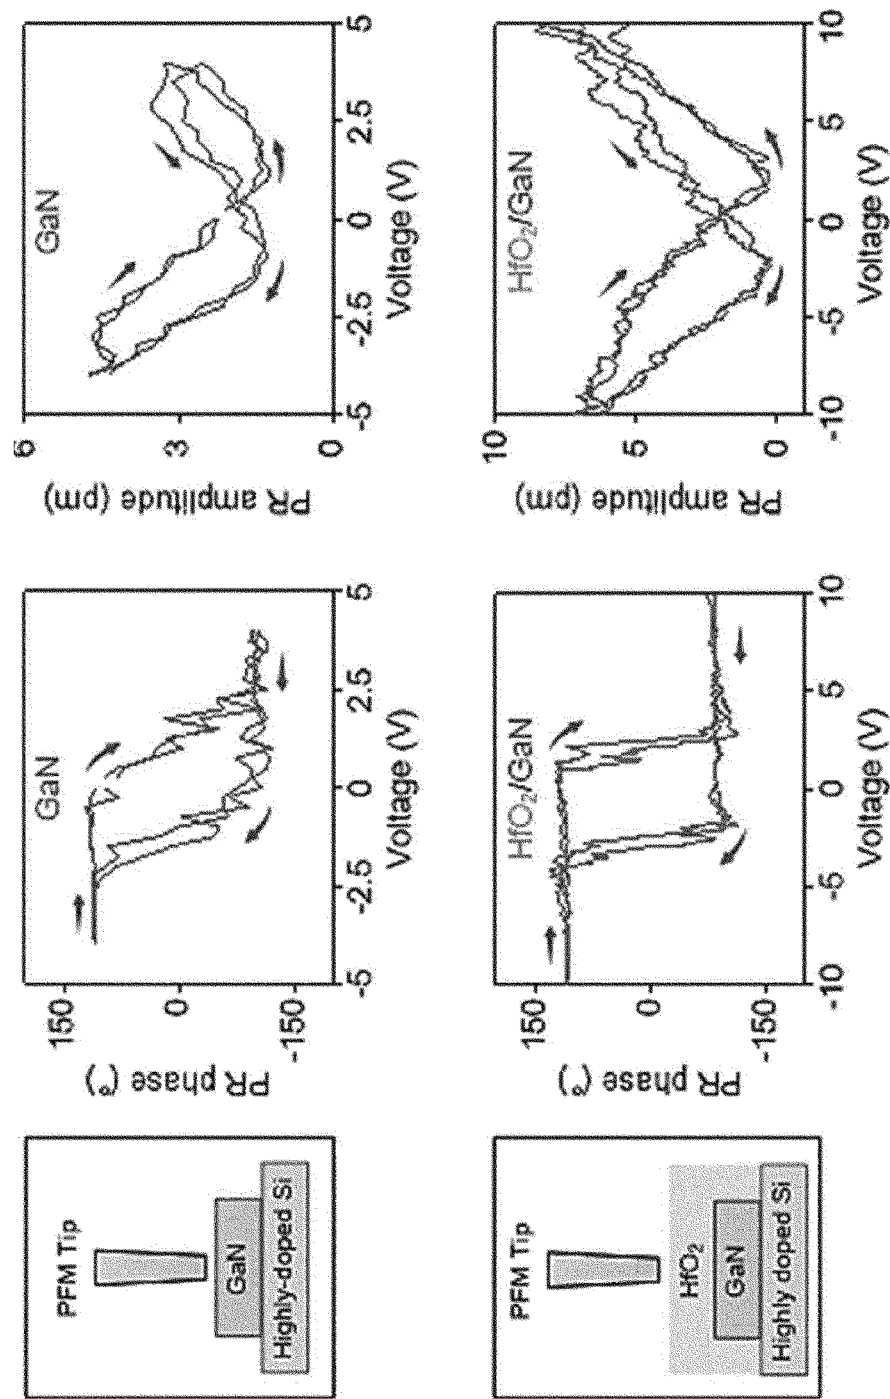 PFM Tip
GaN
Highly-doped Si
GaN
PR phase (°)
150
0
-150
-5
-2.5
0
2.5
5
Voltage (V)
GaN
PR amplitude (pm)
6
3
0
-5
-2.5
0
2.5
5
Voltage (V)
PFM Tip
HfO₂
GaN
Highly doped Si
HfO₂/GaN
PR phase (°)
150
0
-150
-10
-5
0
5
10
Voltage (V)
HfO₂/GaN
PR amplitude (pm)
10
5
0
-10
-5
0
5
10
Voltage (V)